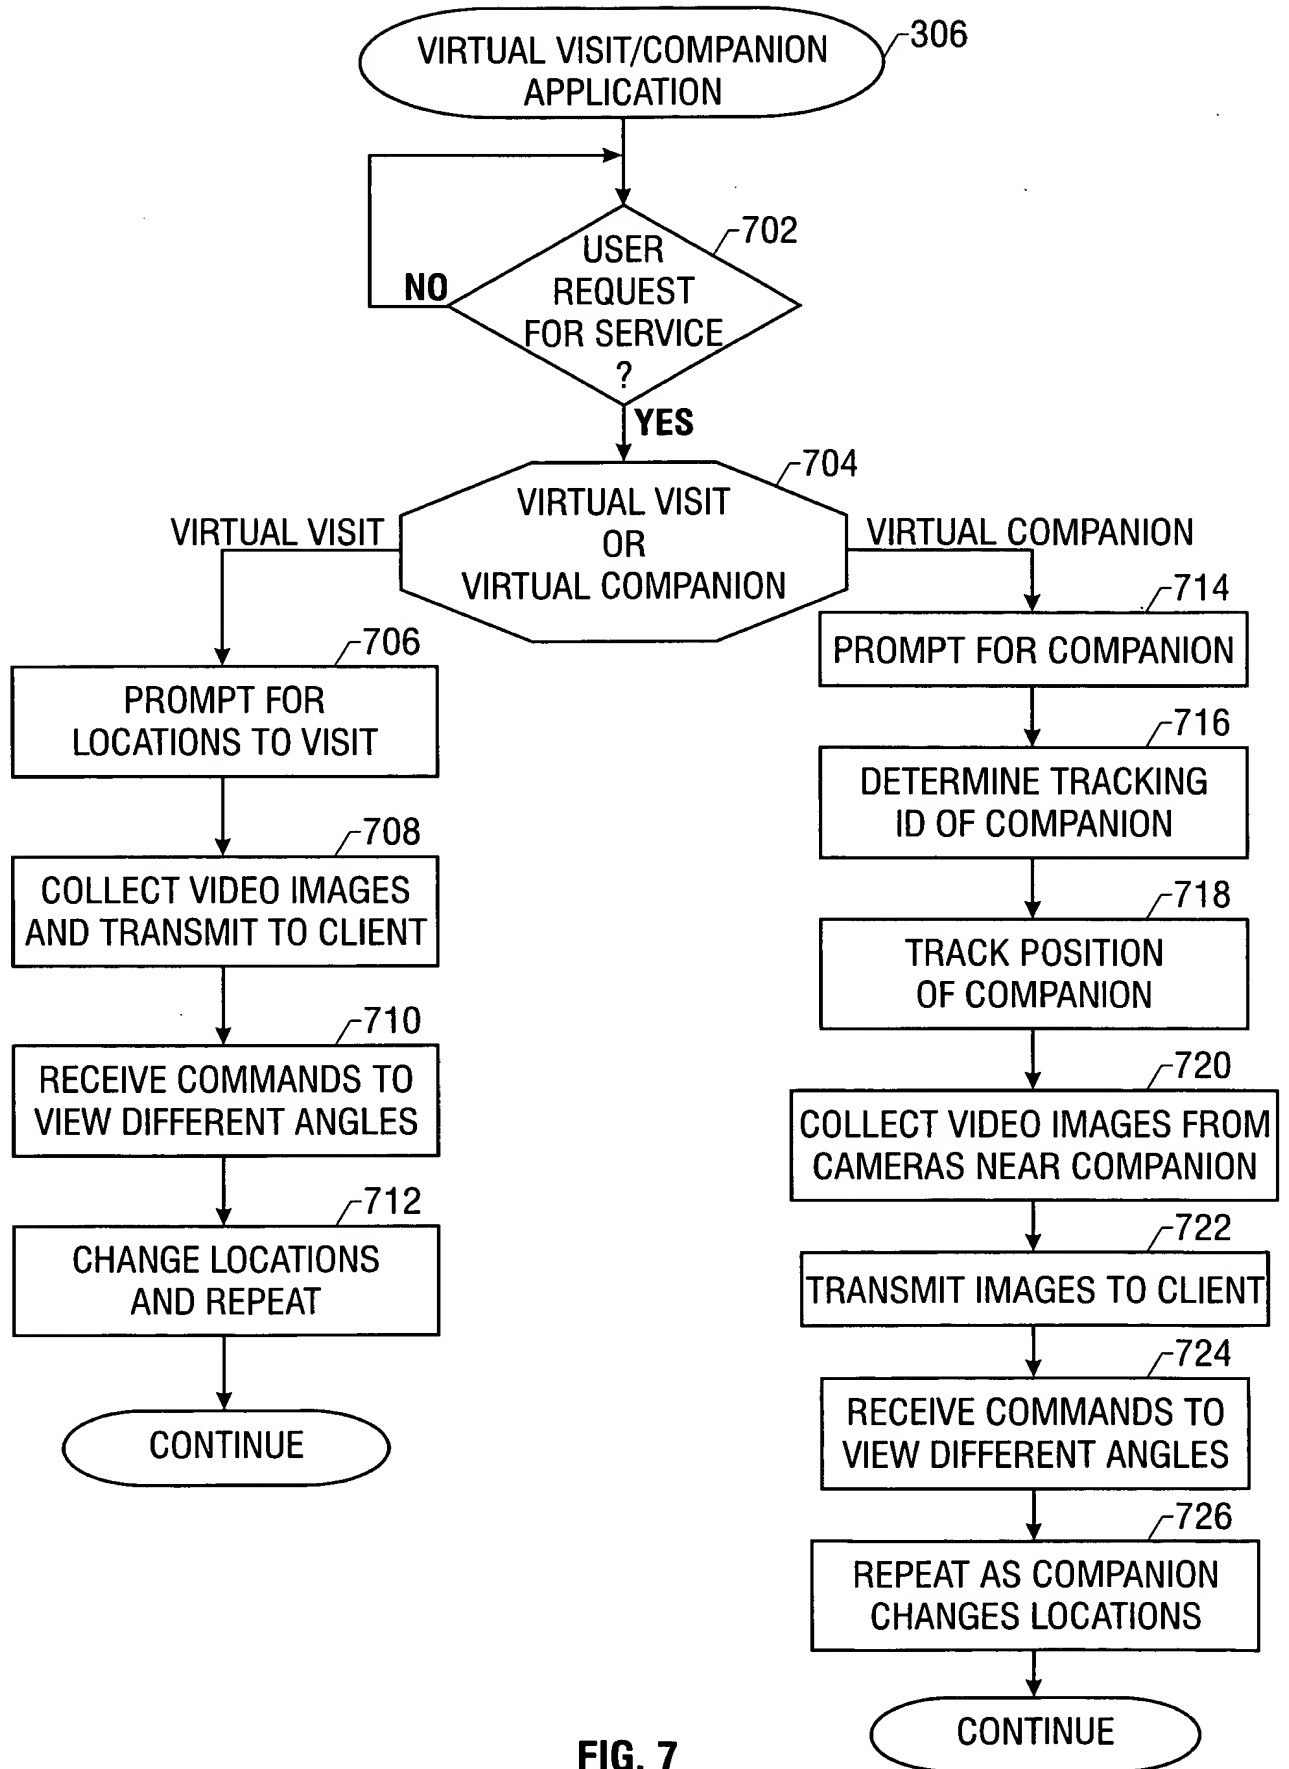 VIRTUAL VISIT/COMPANION
APPLICATION
306
USER
REQUEST
FOR SERVICE
?
702
NO
YES
704
VIRTUAL VISIT
OR
VIRTUAL COMPANION
VIRTUAL VISIT
706
PROMPT FOR
LOCATIONS TO VISIT
708
COLLECT VIDEO IMAGES
AND TRANSMIT TO CLIENT
710
RECEIVE COMMANDS TO
VIEW DIFFERENT ANGLES
712
CHANGE LOCATIONS
AND REPEAT
CONTINUE
VIRTUAL COMPANION
714
PROMPT FOR COMPANION
716
DETERMINE TRACKING
ID OF COMPANION
718
TRACK POSITION
OF COMPANION
720
COLLECT VIDEO IMAGES FROM
CAMERAS NEAR COMPANION
722
TRANSMIT IMAGES TO CLIENT
724
RECEIVE COMMANDS TO
VIEW DIFFERENT ANGLES
726
REPEAT AS COMPANION
CHANGES LOCATIONS
CONTINUE
FIG. 7